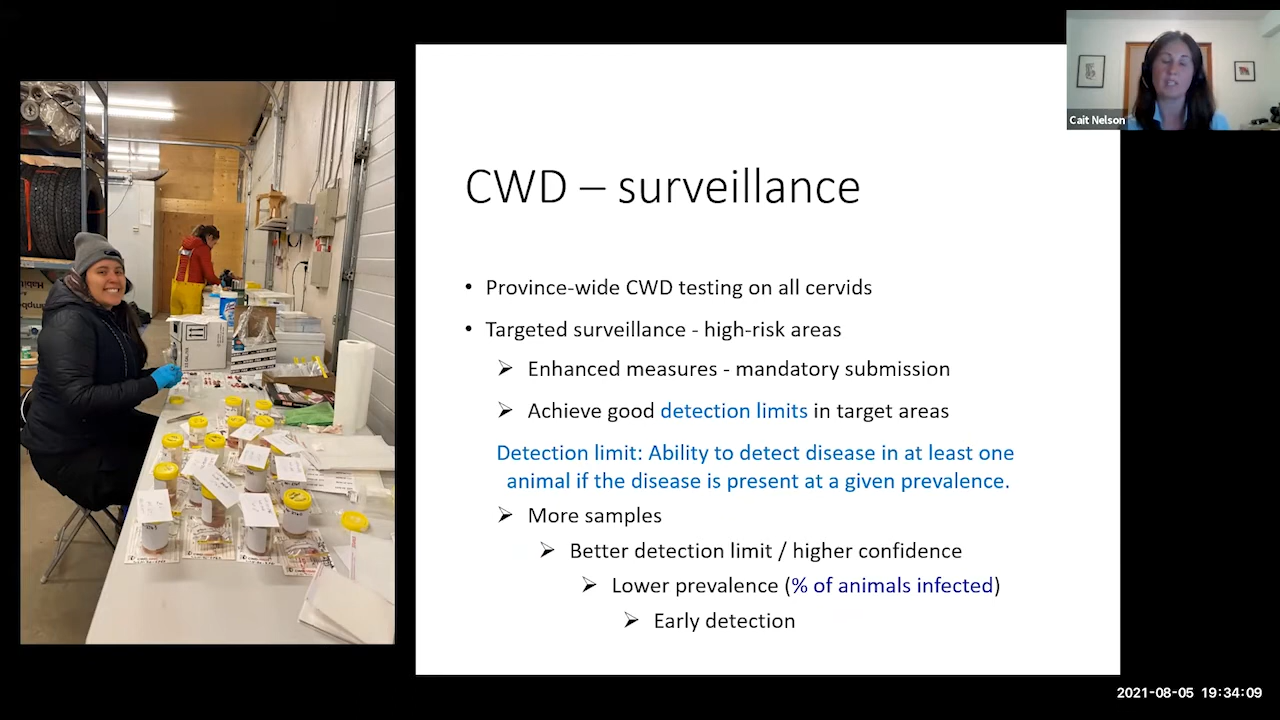 Cait Nelson
CWD – surveillance
• Province-wide CWD testing on all cervids
• Targeted surveillance - high-risk areas
➢ Enhanced measures - mandatory submission
➢ Achieve good detection limits in target areas
Detection limit: Ability to detect disease in at least one
animal if the disease is present at a given prevalence.
➢ More samples
➢ Better detection limit / higher confidence
➢ Lower prevalence (% of animals infected)
➢ Early detection
2021-08-05 19:34:09